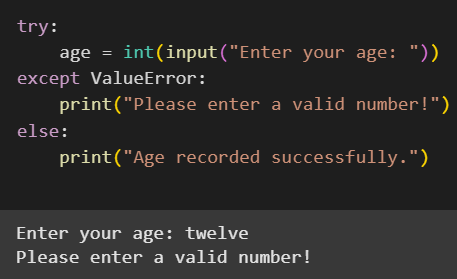 try:
    age = int(input("Enter your age: "))
except ValueError:
    print("Please enter a valid number!")
else:
    print("Age recorded successfully.")
Enter your age: twelve
Please enter a valid number!